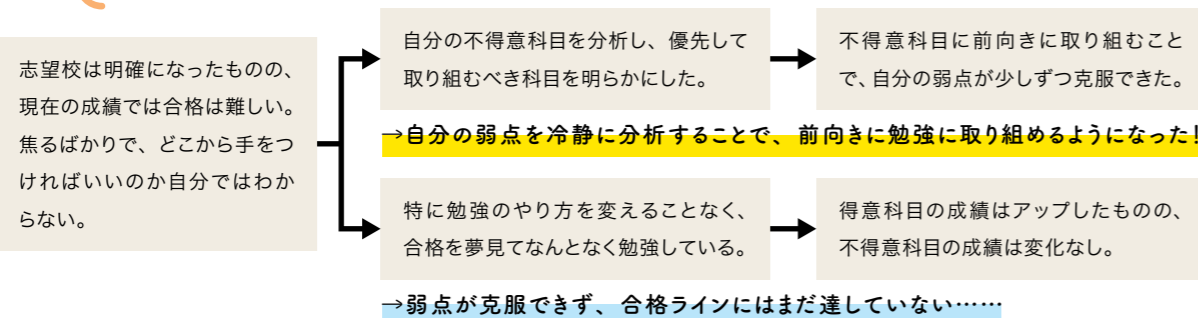 志望校は明確になったものの、
現在の成績では合格は難しい。
焦るばかりで、どこから手をつ
ければいいのか自分ではわか
らない。
自分の不得意科目を分析し、優先して
取り組むべき科目を明らかにした。
不得意科目に前向きに取り組むこと
で、自分の弱点が少しずつ克服できた。
→自分の弱点を冷静に分析することで、前向きに勉強に取り組めるようになった!
特に勉強のやり方を変えることなく、
合格を夢見てなんとなく勉強している。
得意科目の成績はアップしたものの、
不得意科目の成績は変化なし。
→弱点が克服できず、合格ラインにはまだ達していない……